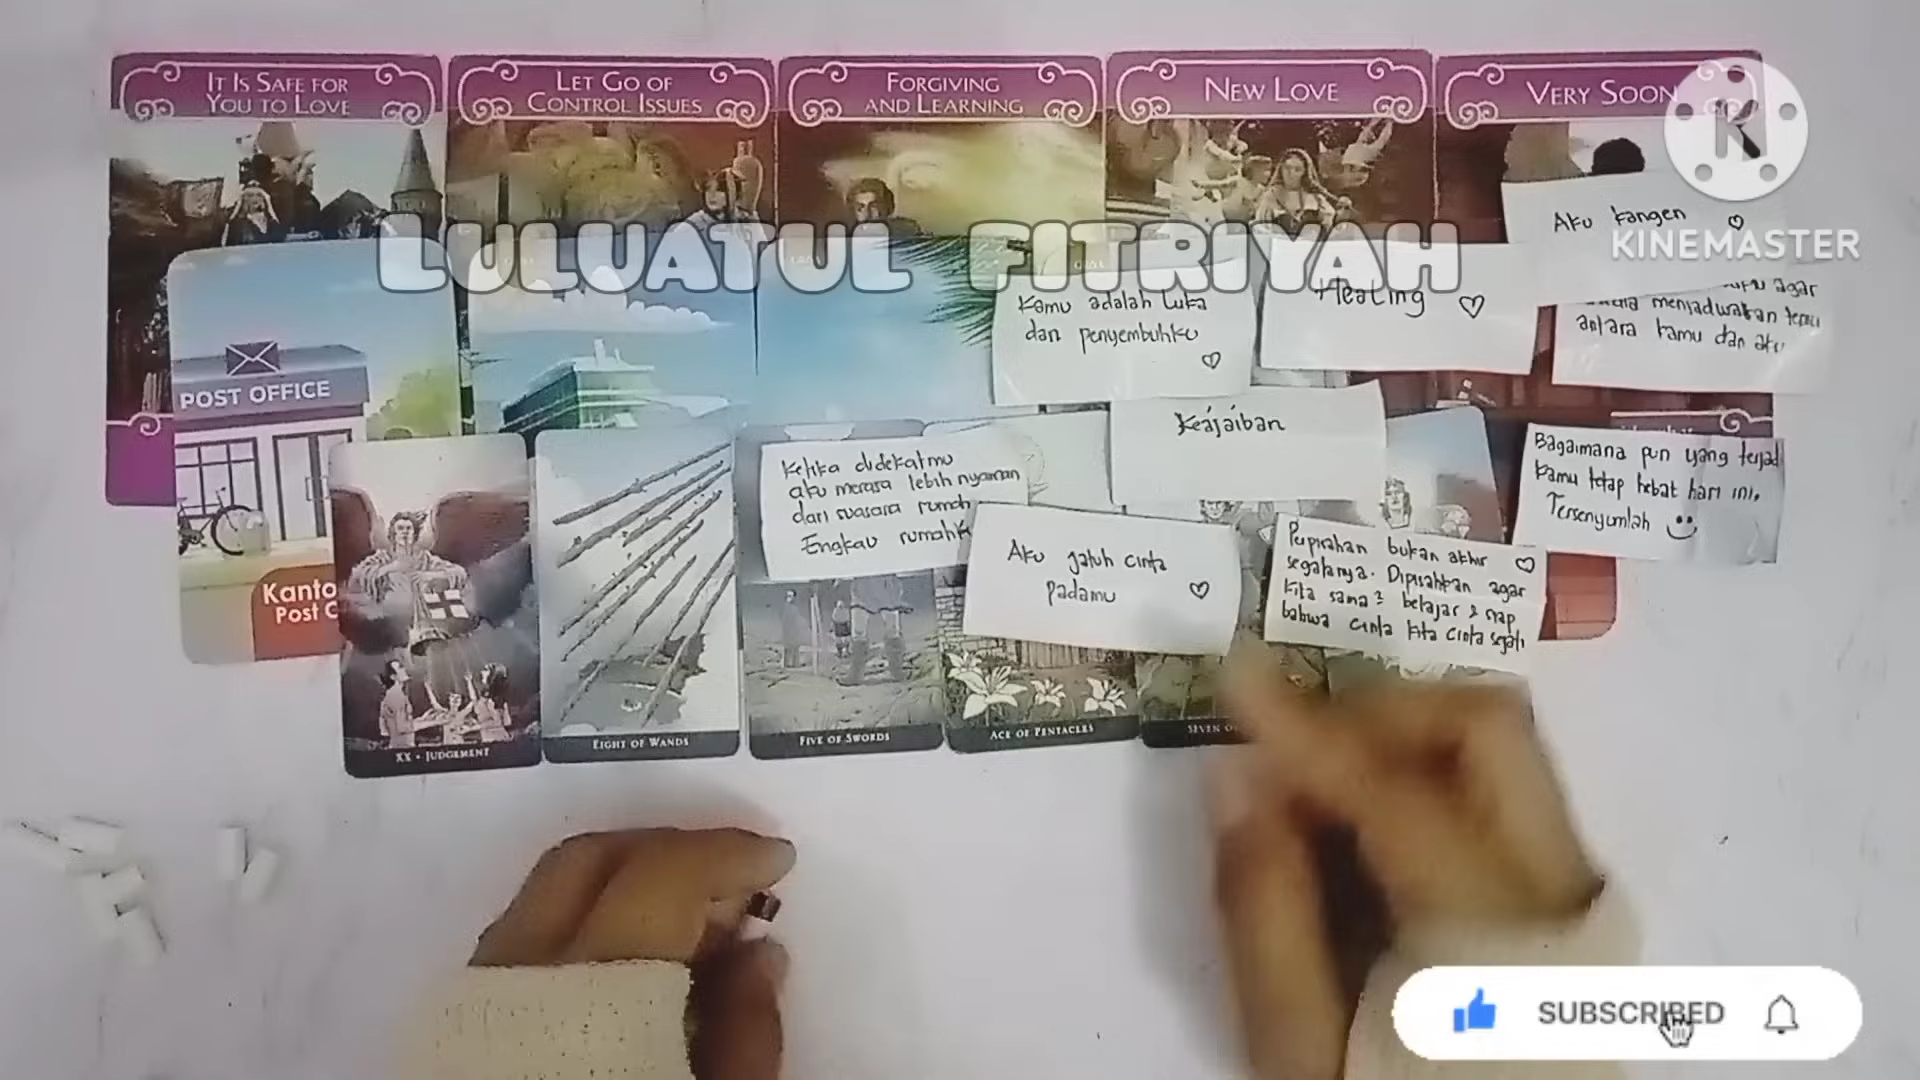 IT IS SAFE FOR
YOU TO LOVE
LET GO OF
CONTROL ISSUES
FORGIVING
AND LEARNING
NEW LOVE
VERY SOON
K
KINEMASTER
LULUATUL FITRIYAH
Aku kangen
Kamu adalah luka
dan penyembuhku
Healing
agar
menjadwalkan temu
antara kamu dan aku
POST OFFICE
Kanto
Post
Keajaiban
Ketika didekatmu
aku merasa lebih nyaman
dari suasana rumah
Engkau rumahk
Aku jatuh cinta
padamu
Perpisahan bukan akhir
segalanya. Dipisahkan agar
kita sama² belajar & siap
bahwa cinta kita cinta sejati
Bagaimana pun yang terjadi
kamu tetap hebat hari ini.
Tersenyumlah
XX • JUDGEMENT
EIGHT OF WANDS
FIVE OF SWORDS
ACE OF PENTACLES
SEVEN
SUBSCRIBED